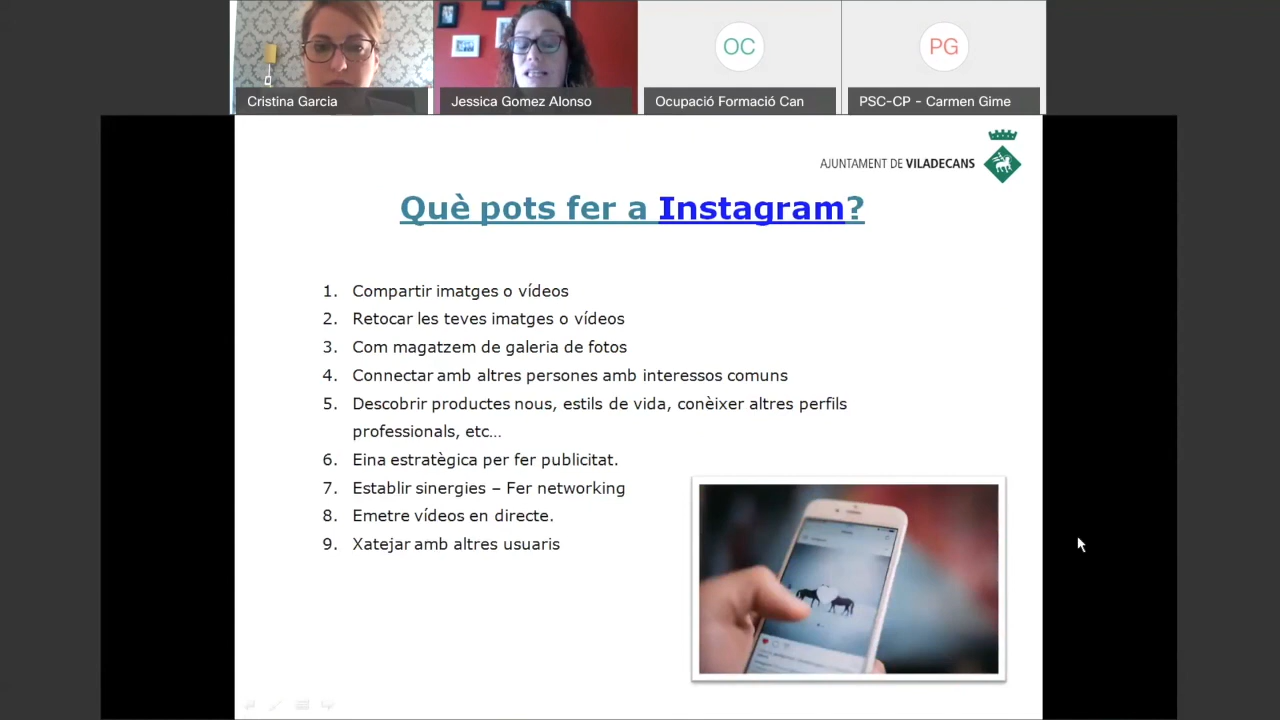 Cristina Garcia
Jessica Gomez Alonso
OC
Ocupació Formació Can
PG
PSC-CP - Carmen Gime
AJUNTAMENT DE VILADECANS
Què pots fer a Instagram?
1. Compartir imatges o vídeos
2. Retocar les teves imatges o vídeos
3. Com magatzem de galeria de fotos
4. Connectar amb altres persones amb interessos comuns
5. Descobrir productes nous, estils de vida, conèixer altres perfils
professionals, etc...
6. Eina estratègica per fer publicitat.
7. Establir sinergies – Fer networking
8. Emetre vídeos en directe.
9. Xatejar amb altres usuaris